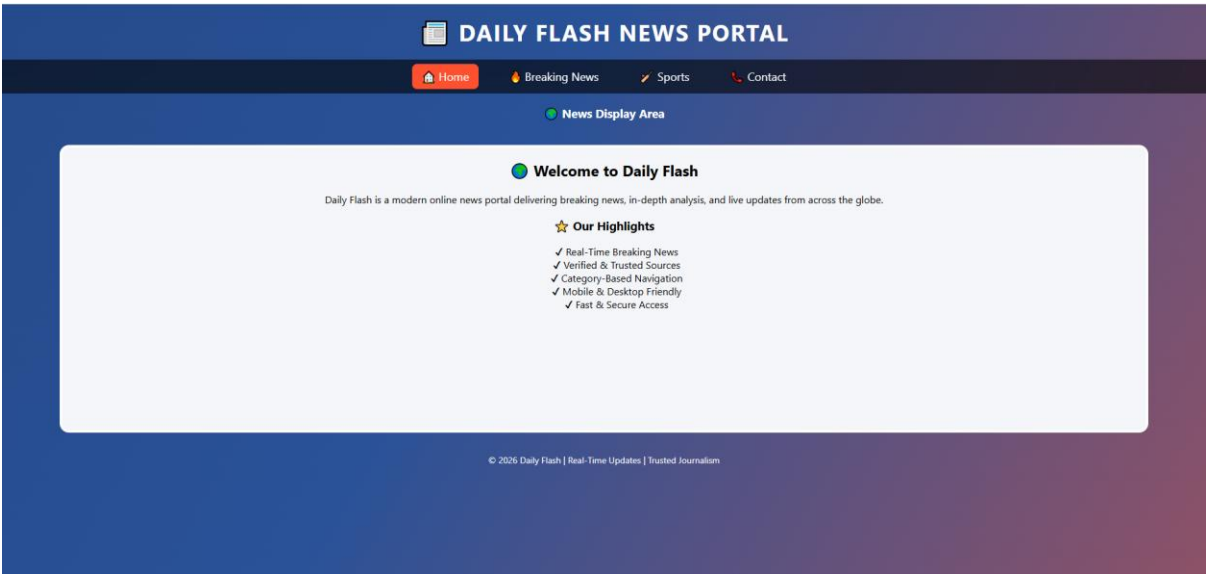 DAILY FLASH NEWS PORTAL
Home Breaking News Sports Contact
News Display Area
Welcome to Daily Flash
Daily Flash is a modern online news portal delivering breaking news, in-depth analysis, and live updates from across the globe.
Our Highlights
✓ Real-Time Breaking News
✓ Verified & Trusted Sources
✓ Category-Based Navigation
✓ Mobile & Desktop Friendly
✓ Fast & Secure Access
© 2026 Daily Flash | Real-Time Updates | Trusted Journalism